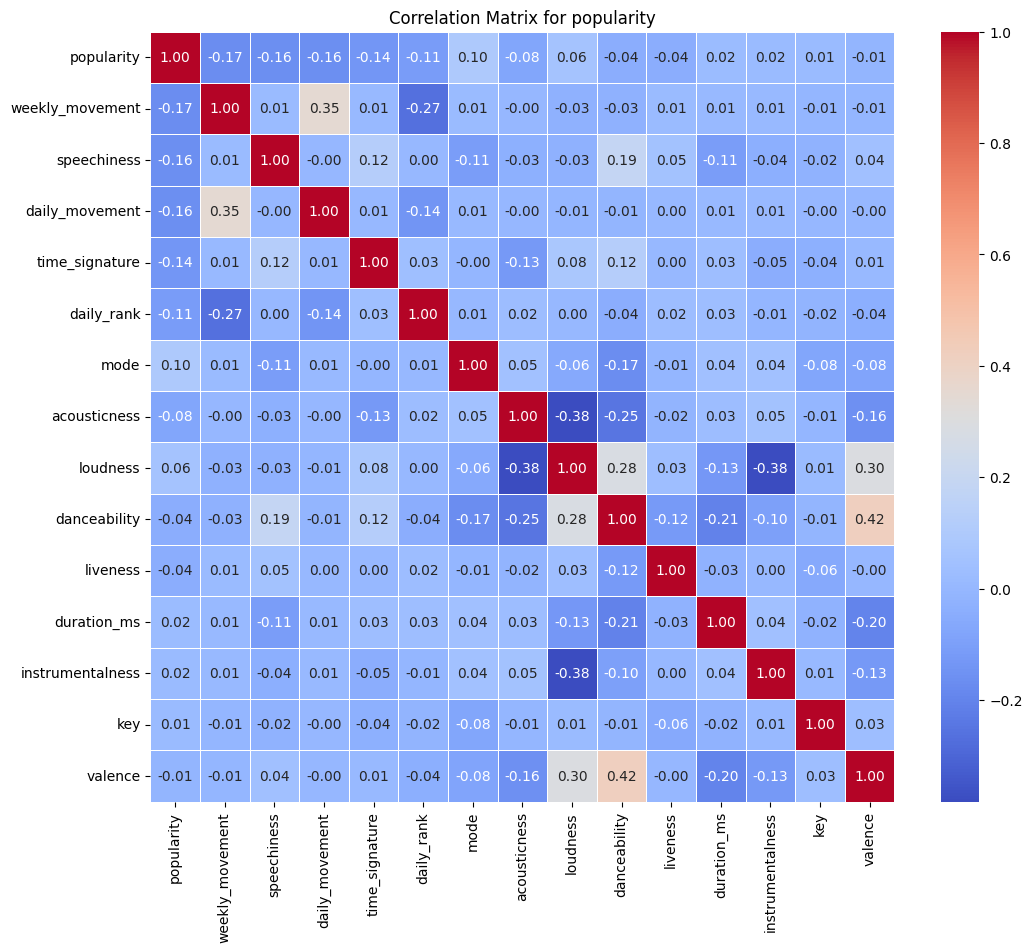 Correlation Matrix for popularity
popularity 1.00 -0.17 -0.16 -0.16 -0.14 -0.11 0.10 -0.08 0.06 -0.04 -0.04 0.02 0.02 0.01 -0.01
weekly_movement -0.17 1.00 0.01 0.35 0.01 -0.27 0.01 -0.00 -0.03 -0.03 0.01 0.01 0.01 -0.01 -0.01
speechiness -0.16 0.01 1.00 -0.00 0.12 0.00 -0.11 -0.03 -0.03 0.19 0.05 -0.11 -0.04 -0.02 0.04
daily_movement -0.16 0.35 -0.00 1.00 0.01 -0.14 0.01 -0.00 -0.01 -0.01 0.00 0.01 0.01 -0.00 -0.00
time_signature -0.14 0.01 0.12 0.01 1.00 0.03 -0.00 -0.13 0.08 0.12 0.00 0.03 -0.05 -0.04 0.01
daily_rank -0.11 -0.27 0.00 -0.14 0.03 1.00 0.01 0.02 0.00 -0.04 0.02 0.03 -0.01 -0.02 -0.04
mode 0.10 0.01 -0.11 0.01 -0.00 0.01 1.00 0.05 -0.06 -0.17 -0.01 0.04 0.04 -0.08 -0.08
acousticness -0.08 -0.00 -0.03 -0.00 -0.13 0.02 0.05 1.00 -0.38 -0.25 -0.02 0.03 0.05 -0.01 -0.16
loudness 0.06 -0.03 -0.03 -0.01 0.08 0.00 -0.06 -0.38 1.00 0.28 0.03 -0.13 -0.38 0.01 0.30
danceability -0.04 -0.03 0.19 -0.01 0.12 -0.04 -0.17 -0.25 0.28 1.00 -0.12 -0.21 -0.10 -0.01 0.42
liveness -0.04 0.01 0.05 0.00 0.00 0.02 -0.01 -0.02 0.03 -0.12 1.00 -0.03 0.00 -0.06 -0.00
duration_ms 0.02 0.01 -0.11 0.01 0.03 0.03 0.04 0.03 -0.13 -0.21 -0.03 1.00 0.04 -0.02 -0.20
instrumentalness 0.02 0.01 -0.04 0.01 -0.05 -0.01 0.04 0.05 -0.38 -0.10 0.00 0.04 1.00 0.01 -0.13
key 0.01 -0.01 -0.02 -0.00 -0.04 -0.02 -0.08 -0.01 0.01 -0.01 -0.06 -0.02 0.01 1.00 0.03
valence -0.01 -0.01 0.04 -0.00 0.01 -0.04 -0.08 -0.16 0.30 0.42 -0.00 -0.20 -0.13 0.03 1.00
popularity
weekly_movement
speechiness
daily_movement
time_signature
daily_rank
mode
acousticness
loudness
danceability
liveness
duration_ms
instrumentalness
key
valence
1.0
0.8
0.6
0.4
0.2
0.0
−0.2